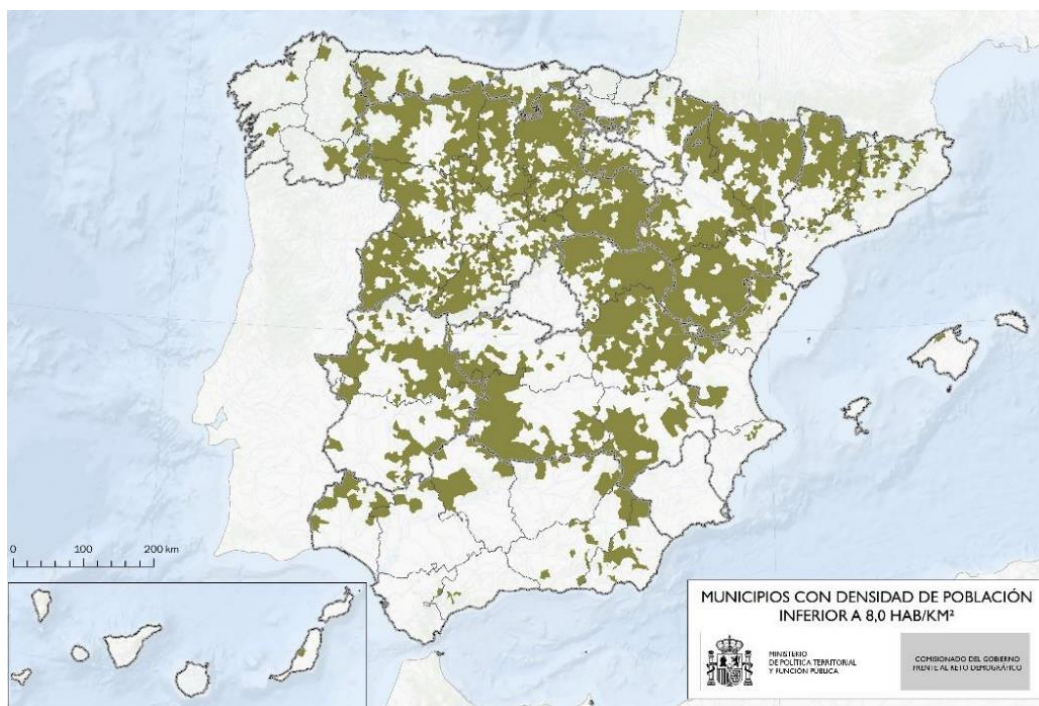 0 100 200 km
MUNICIPIOS CON DENSIDAD DE POBLACIÓN
INFERIOR A 8,0 HAB/KM²
MINISTERIO
DE POLÍTICA TERRITORIAL
Y FUNCIÓN PÚBLICA
COMISIONADO DEL GOBIERNO
FRENTE AL RETO DEMOGRÁFICO